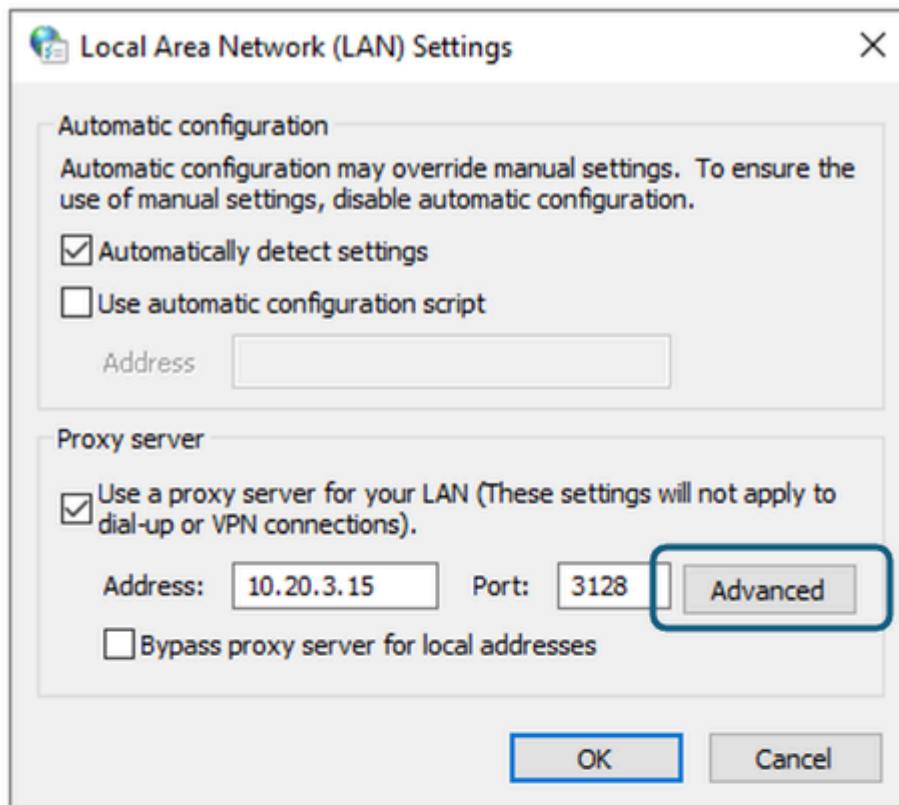 Local Area Network (LAN) Settings
Automatic configuration
Automatic configuration may override manual settings. To ensure the
use of manual settings, disable automatic configuration.
Automatically detect settings
Use automatic configuration script
Address
Proxy server
Use a proxy server for your LAN (These settings will not apply to
dial-up or VPN connections).
Address: 10.20.3.15 Port: 3128 Advanced
Bypass proxy server for local addresses
OK Cancel